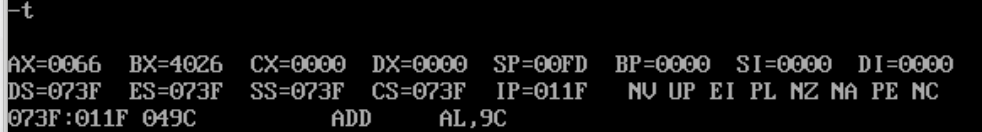 -t
AX=0066 BX=4026 CX=0000 DX=0000 SP=00FD BP=0000 SI=0000 DI=0000
DS=073F ES=073F SS=073F CS=073F IP=011F NV UP EI PL NZ NA PE NC
073F:011F 049C ADD AL,9C